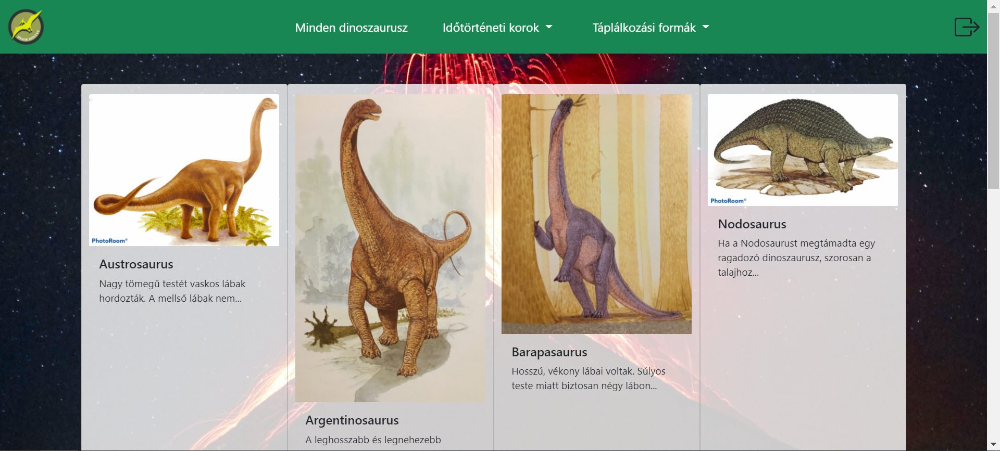 DINOK KÖNYVE
Minden dinoszaurusz
Időtörténeti korok
Táplálkozási formák
PhotoRoom®
Austrosaurus
Nagy tömegű testét vaskos lábak
hordozták. A mellső lábak nem...
Argentinosaurus
A leghosszabb és legnehezebb
Barapasaurus
Hosszú, vékony lábai voltak. Súlyos
teste miatt biztosan négy lábon...
PhotoRoom®
Nodosaurus
Ha a Nodosaurust megtámadta egy
ragadozó dinoszaurusz, szorosan a
talajhoz...